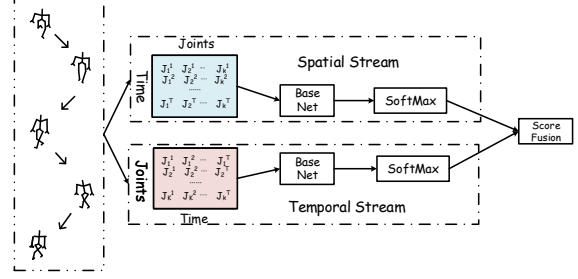 Joints
Time
J₁¹ J₂¹ ... Jₖ¹
J₁² J₂² ... Jₖ²
......
J₁ᵀ J₂ᵀ ... Jₖᵀ
Base
Net
SoftMax
Spatial Stream
Score
Fusion
Joints
J₁¹ J₁² ... J₁ᵀ
J₂¹ J₂² ... J₂ᵀ
......
Jₖ¹ Jₖ² ... Jₖᵀ
Time
Base
Net
SoftMax
Temporal Stream